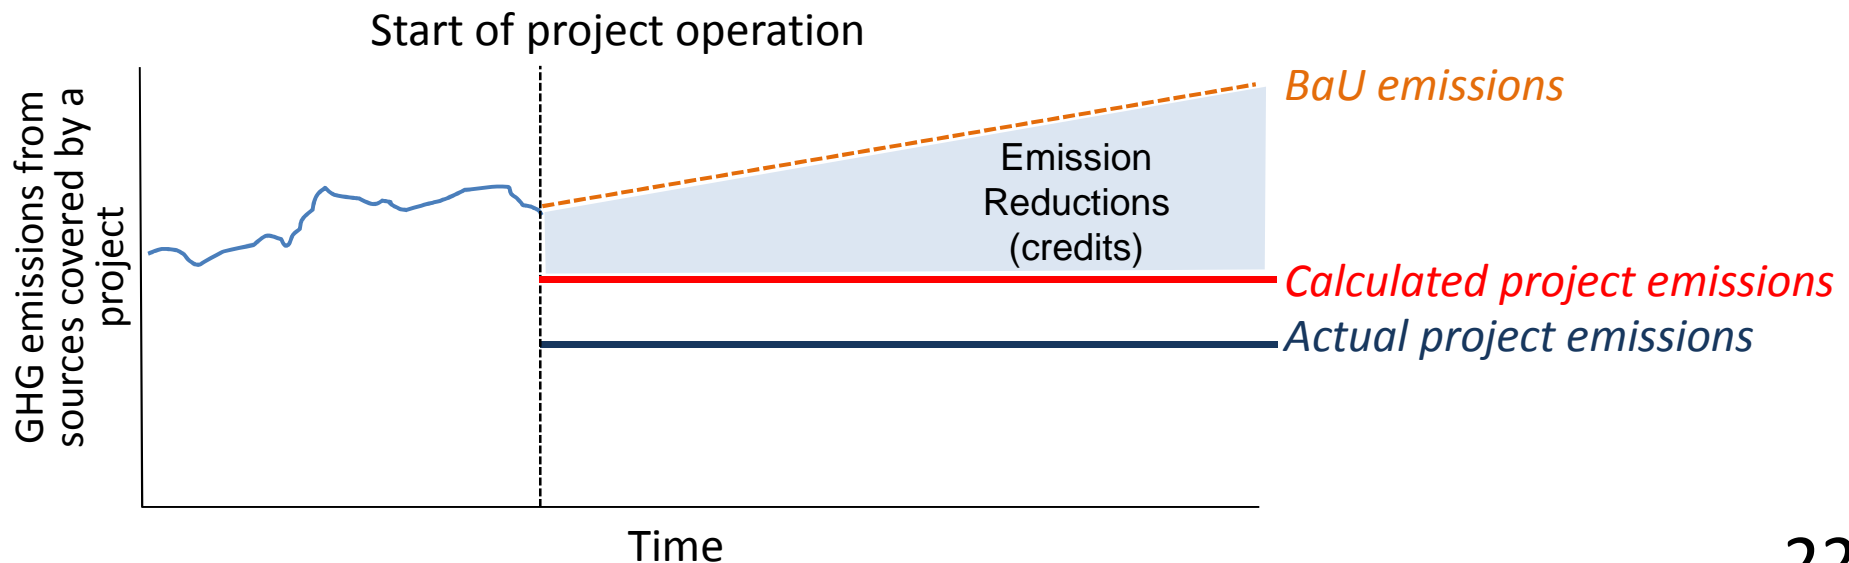 Start of project operation
GHG emissions from
sources covered by a
project
BaU emissions
Emission
Reductions
(credits)
Calculated project emissions
Actual project emissions
Time
22